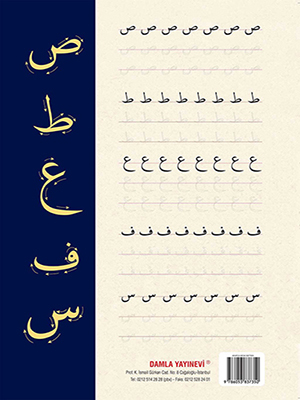 ص
ط
ع
ف
س
ص ص ص ص ص ص ص
ط ط ط ط ط ط ط
ع ع ع ع ع ع ع ع
ف ف ف ف ف ف ف ف
س س س س س س س
DAMLA YAYINEVİ ®
Prof. K. İsmail Gürkan Cad. No: 8 Cağaloğlu-İstanbul
Tel: 0212 514 28 28 (pbx) - Faks: 0212 528 24 01